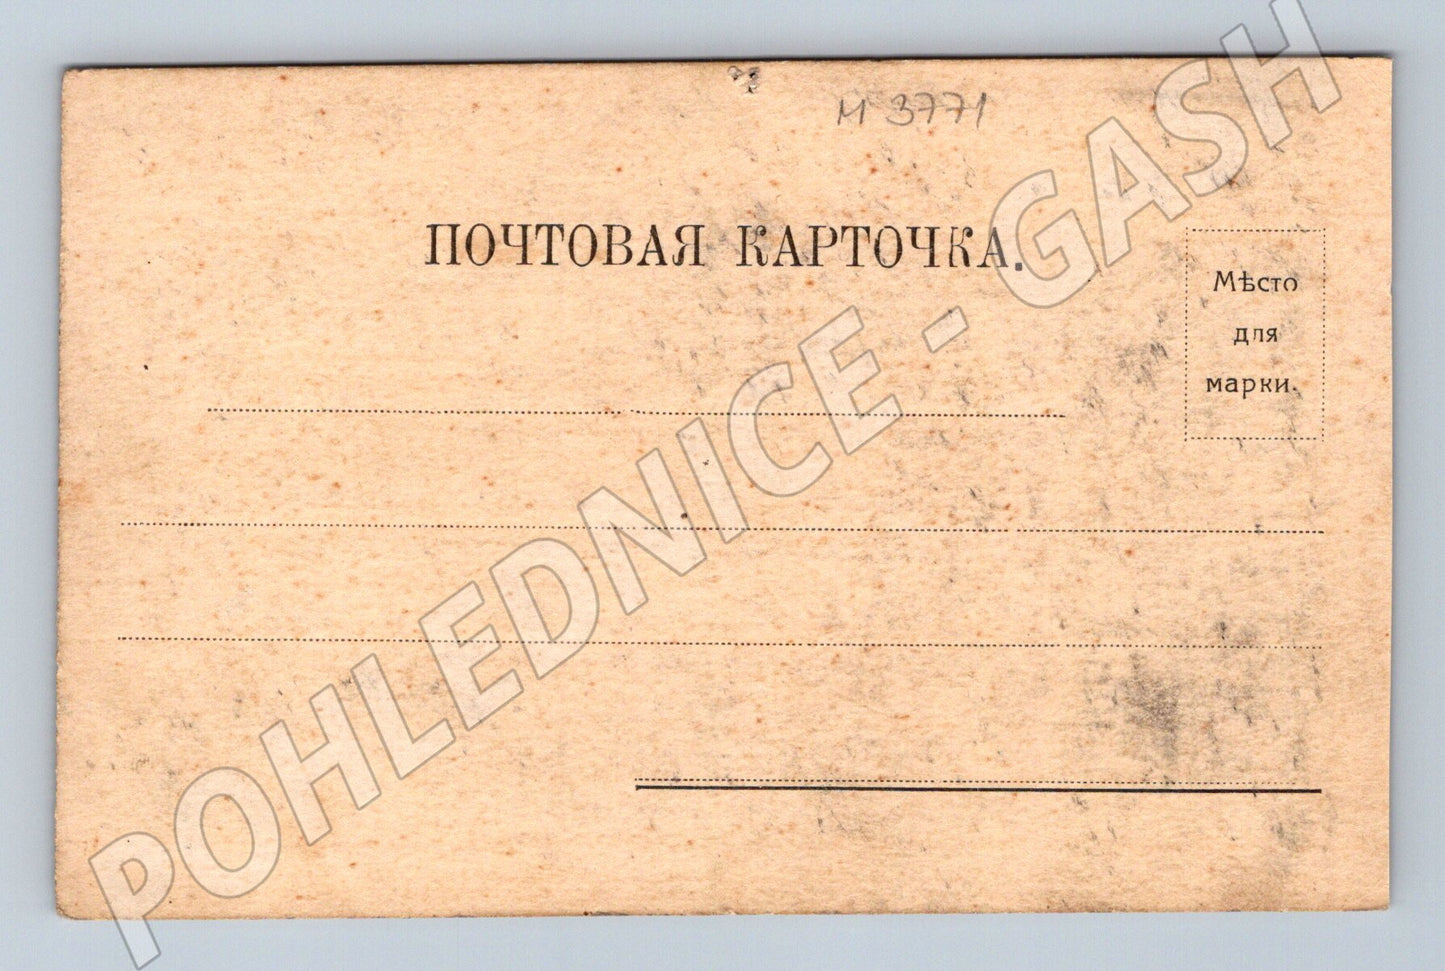 М 3771
ПОЧТОВАЯ КАРТОЧКА.
Мѣсто
для
марки.
POHLEDNICE - GASH